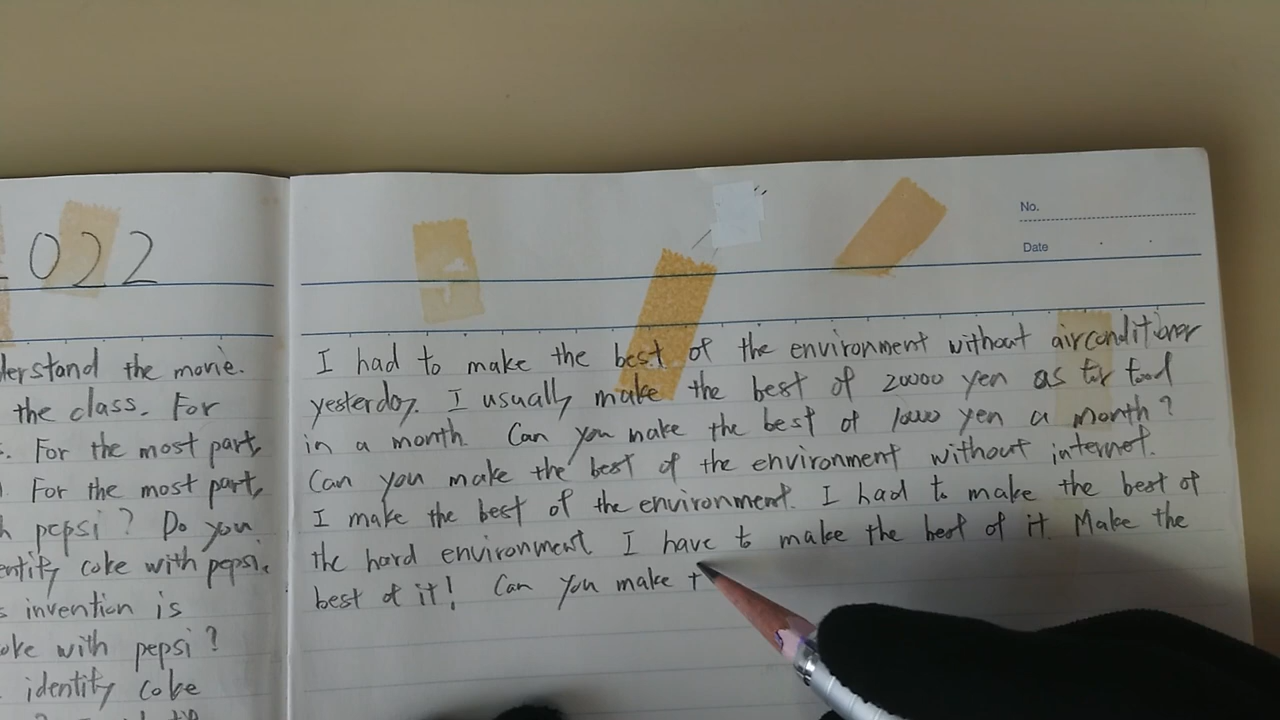 022
No.
Date
derstand the movie.
the class. For
. For the most part,
For the most part,
pepsi? Do you
entify coke with pepsi.
s invention is
oke with pepsi?
identify coke
I had to make the best of the environment without airconditioner
yesterday. I usually make the best of 20000 yen as for food
in a month. Can you make the best of 1000 yen a month?
Can you make the best of the environment without internet.
I make the best of the environment. I had to make the best of
the hard environment I have to make the best of it. Make the
best of it! Can you make t